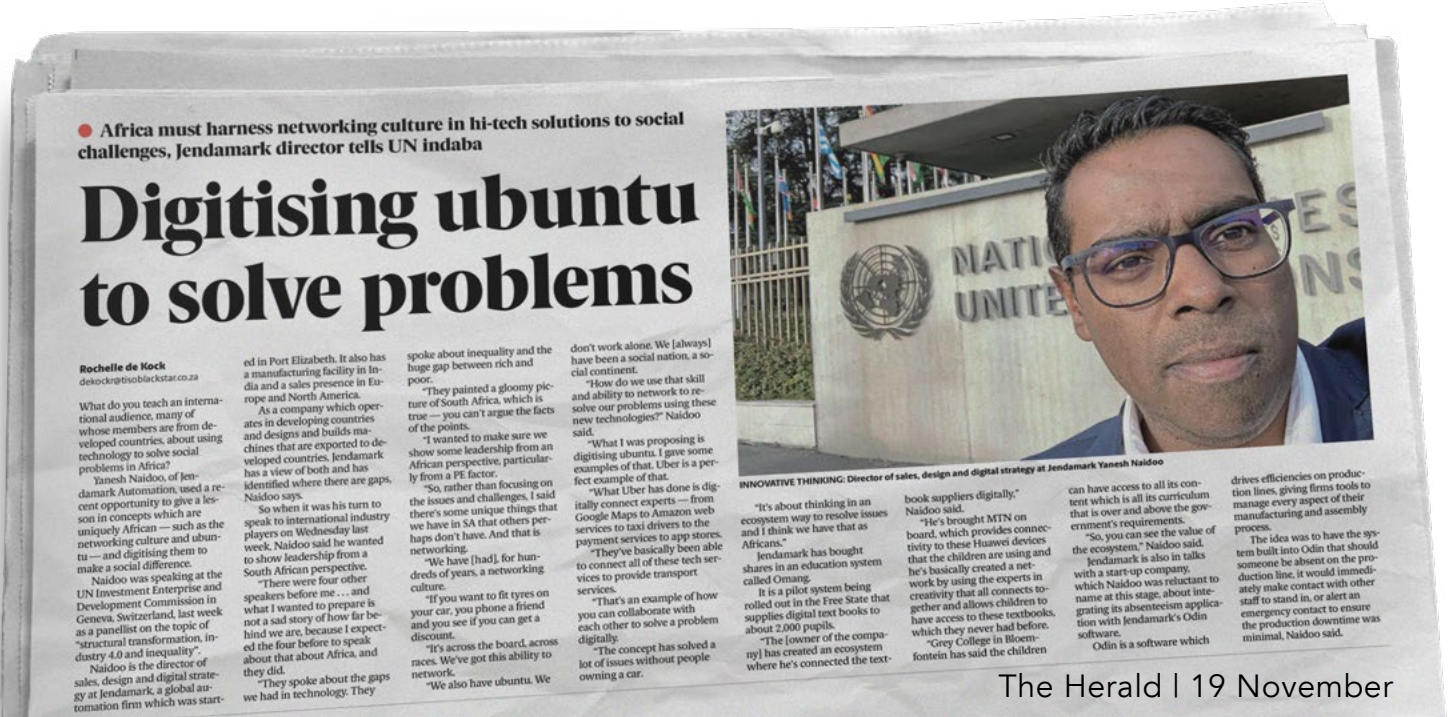 ● Africa must harness networking culture in hi-tech solutions to social
challenges, Jendamark director tells UN indaba
Digitising ubuntu
to solve problems
Rochelle de Kock
dekockr@tisoblackstar.co.za
What do you teach an interna-
tional audience, many of
whose members are from de-
veloped countries, about using
technology to solve social
problems in Africa?
Yanesh Naidoo, of Jen-
damark Automation, used a re-
cent opportunity to give a les-
son in concepts which are
uniquely African — such as the
networking culture and ubun-
tu — and digitising them to
make a social difference.
Naidoo was speaking at the
UN Investment Enterprise and
Development Commission in
Geneva, Switzerland, last week
as a panellist on the topic of
“structural transformation, in-
dustry 4.0 and inequality”.
Naidoo is the director of
sales, design and digital strate-
gy at Jendamark, a global au-
tomation firm which was start-
ed in Port Elizabeth. It also has
a manufacturing facility in In-
dia and a sales presence in Eu-
rope and North America.
As a company which oper-
ates in developing countries
and designs and builds ma-
chines that are exported to de-
veloped countries, Jendamark
has a view of both and has
identified where there are gaps,
Naidoo says.
So when it was his turn to
speak to international industry
players on Wednesday last
week, Naidoo said he wanted
to show leadership from a
South African perspective.
“There were four other
speakers before me ... and
what I wanted to prepare is
not a sad story of how far be-
hind we are, because I expect-
ed the four before to speak
about that about Africa, and
they did.
“They spoke about the gaps
we had in technology. They
spoke about inequality and the
huge gap between rich and
poor.
“They painted a gloomy pic-
ture of South Africa, which is
true — you can’t argue the facts
of the points.
“I wanted to make sure we
show some leadership from an
African perspective, particular-
ly from a PE factor.
“So, rather than focusing on
the issues and challenges, I said
there’s some unique things that
we have in SA that others per-
haps don’t have. And that is
networking.
“We have [had], for hun-
dreds of years, a networking
culture.
“If you want to fit tyres on
your car, you phone a friend
and you see if you can get a
discount.
“It’s across the board, across
races. We’ve got this ability to
network.
“We also have ubuntu. We
don’t work alone. We [always]
have been a social nation, a so-
cial continent.
“How do we use that skill
and ability to network to re-
solve our problems using these
new technologies?” Naidoo
said.
“What I was proposing is
digitising ubuntu. I gave some
examples of that. Uber is a per-
fect example of that.
“What Uber has done is dig-
itally connect experts — from
Google Maps to Amazon web
services to taxi drivers to the
payment services to app stores.
“They’ve basically been able
to connect all of these tech ser-
vices to provide transport
services.
“That’s an example of how
you can collaborate with
each other to solve a problem
digitally.
“The concept has solved a
lot of issues without people
owning a car.
NATIO
ES
UNITE
NS
INNOVATIVE THINKING: Director of sales, design and digital strategy at Jendamark Yanesh Naidoo
“It’s about thinking in an
ecosystem way to resolve issues
and I think we have that as
Africans.”
Jendamark has bought
shares in an education system
called Omang.
It is a pilot system being
rolled out in the Free State that
supplies digital text books to
about 2,000 pupils.
“The [owner of the compa-
ny] has created an ecosystem
where he’s connected the text-
book suppliers digitally,”
Naidoo said.
“He’s brought MTN on
board, which provides connec-
tivity to these Huawei devices
that the children are using and
he’s basically created a net-
work by using the experts in
creativity that all connects to-
gether and allows children to
have access to these textbooks,
which they never had before.
“Grey College in Bloem-
fontein has said the children
can have access to all its con-
tent which is all its curriculum
that is over and above the gov-
ernment’s requirements.
“So, you can see the value of
the ecosystem,” Naidoo said.
Jendamark is also in talks
with a start-up company,
which Naidoo was reluctant to
name at this stage, about inte-
grating its absenteeism applica-
tion with Jendamark’s Odin
software.
Odin is a software which
drives efficiencies on produc-
tion lines, giving firms tools to
manage every aspect of their
manufacturing and assembly
process.
The idea was to have the sys-
tem built into Odin that should
someone be absent on the pro-
duction line, it would immedi-
ately make contact with other
staff to stand in, or alert an
emergency contact to ensure
the production downtime was
minimal, Naidoo said.
The Herald | 19 November